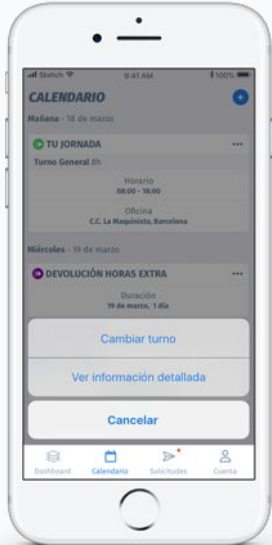 Sketch
9:41 AM
100%
CALENDARIO
Mañana - 18 de marzo
TU JORNADA
Turno General 8h
Horario
08:00 - 18:00
Oficina
C.C. La Maquinista, Barcelona
Miércoles - 19 de marzo
DEVOLUCIÓN HORAS EXTRA
Duración
19 de marzo, 1 día
Cambiar turno
Ver información detallada
Cancelar
Dashboard Calendario Solicitudes Cuenta